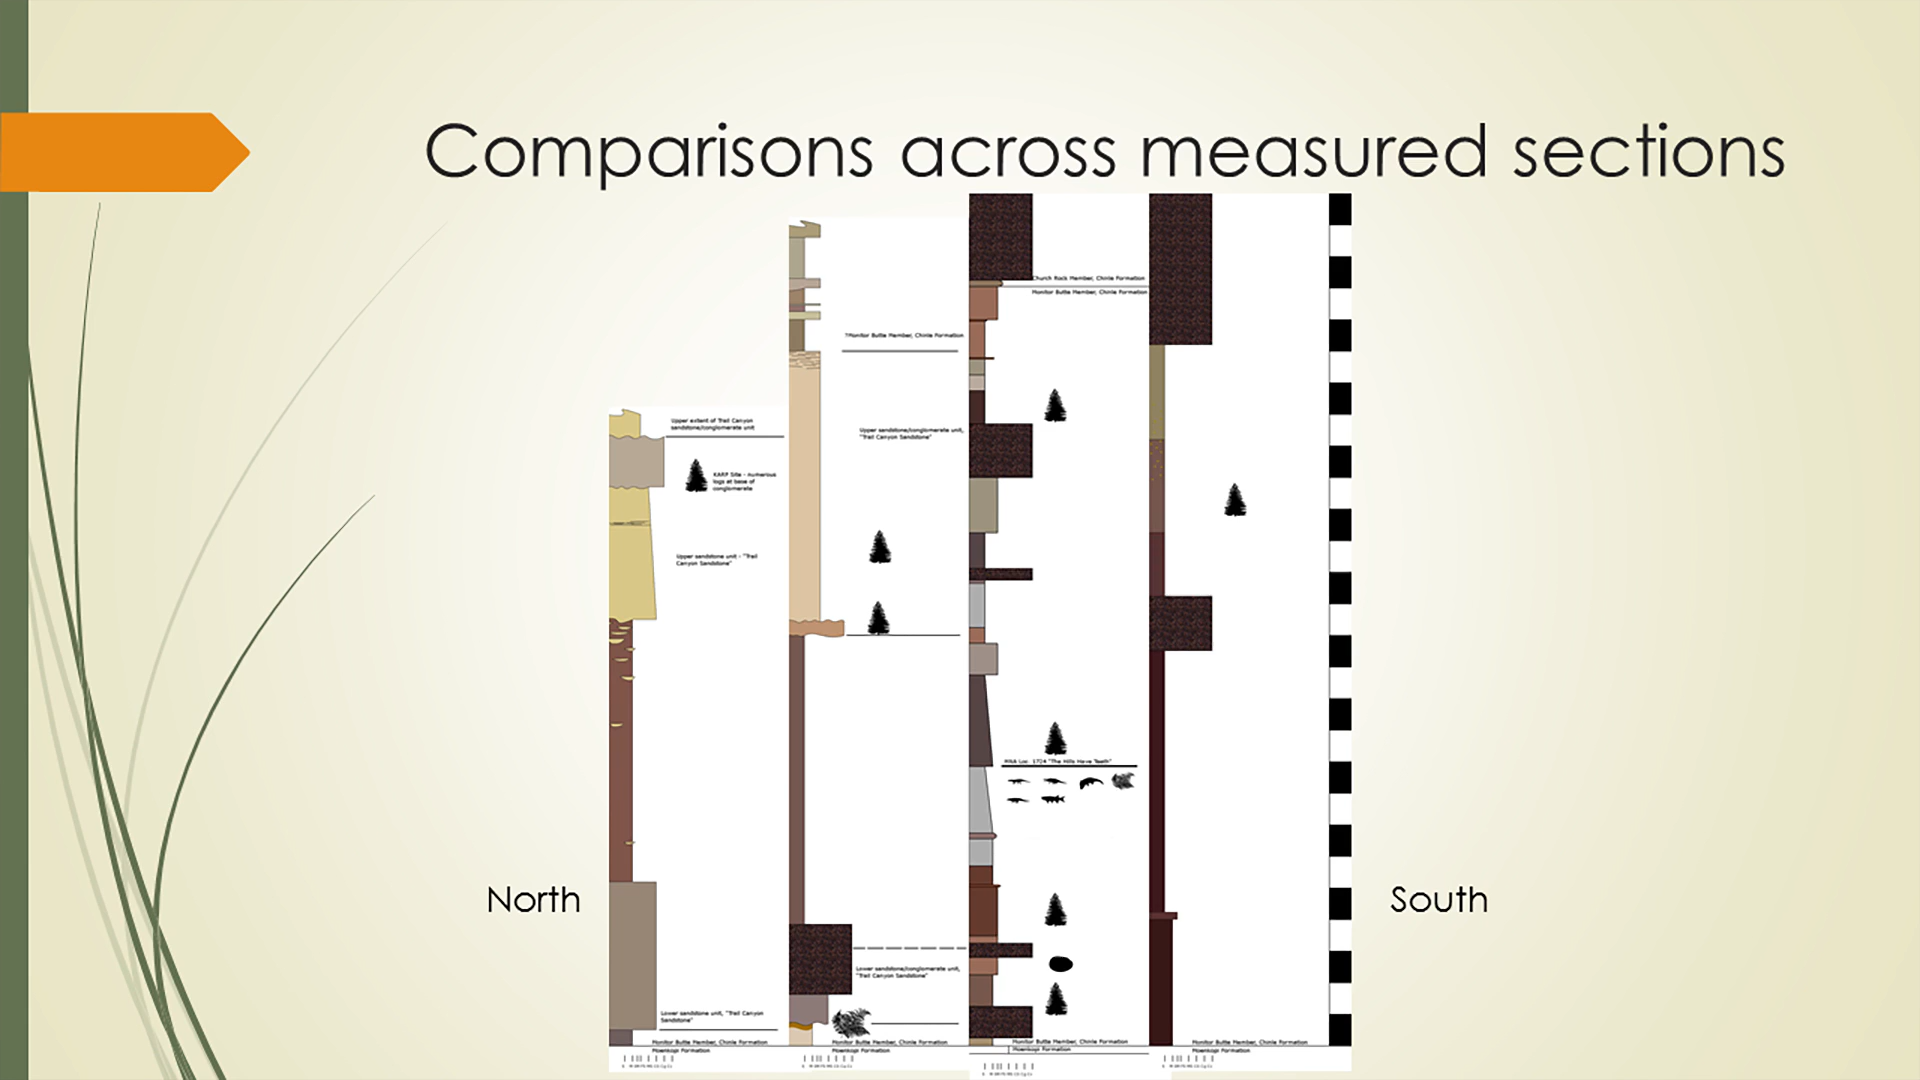 Comparisons across measured sections
North
South
Upper extent of Trail Canyon
sandstone/conglomerate unit
KARP Site - numerous
logs at base of
conglomerate
Upper sandstone unit - "Trail
Canyon Sandstone"
Lower sandstone unit, "Trail Canyon
Sandstone"
Monitor Butte Member, Chinle Formation
Moenkopi Formation
?Monitor Butte Member, Chinle Formation
Upper sandstone/conglomerate unit,
"Trail Canyon Sandstone"
Lower sandstone/conglomerate unit,
"Trail Canyon Sandstone"
Monitor Butte Member, Chinle Formation
Moenkopi Formation
Church Rock Member, Chinle Formation
Monitor Butte Member, Chinle Formation
MNA Loc. 1724 "The Hills Have Teeth"
Monitor Butte Member, Chinle Formation
Moenkopi Formation
Monitor Butte Member, Chinle Formation
Moenkopi Formation